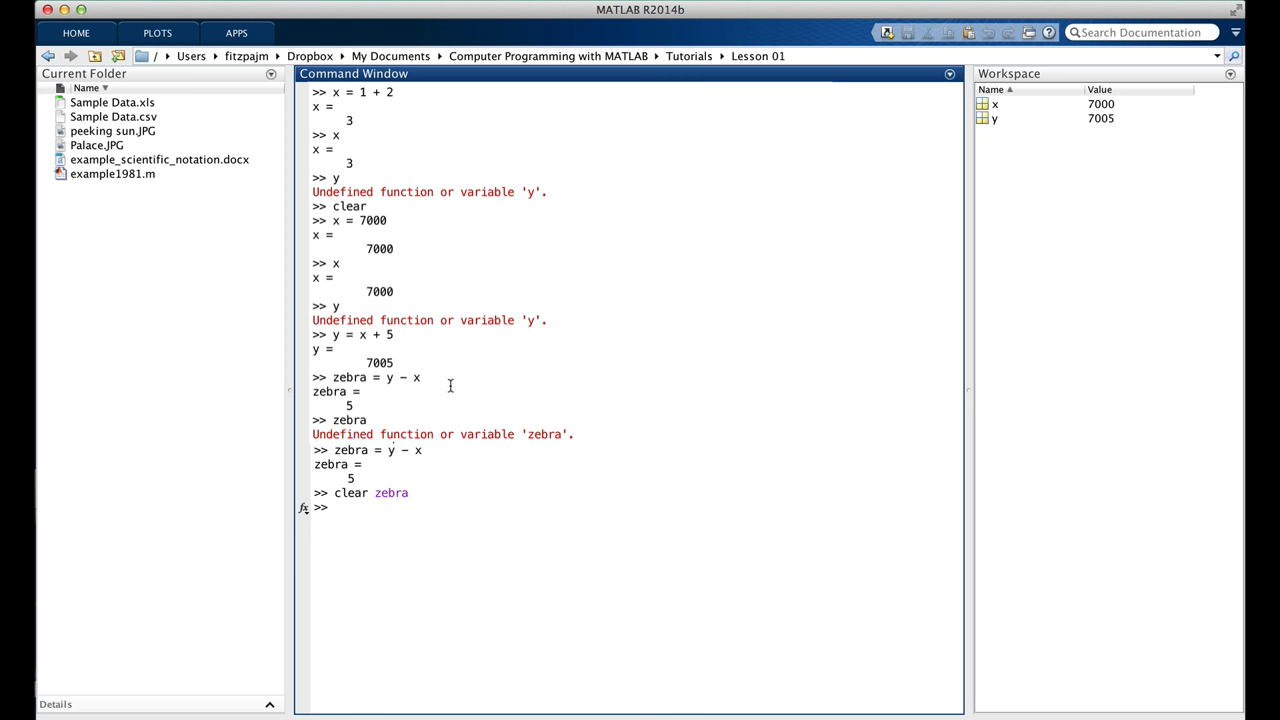 MATLAB R2014b
HOME PLOTS APPS Search Documentation
/ Users fitzpajm Dropbox My Documents Computer Programming with MATLAB Tutorials Lesson 01
Current Folder
Name
Sample Data.xls
Sample Data.csv
peeking sun.JPG
Palace.JPG
example_scientific_notation.docx
example1981.m
Details
Command Window
>> x = 1 + 2
x =
3
>> x
x =
3
>> y
Undefined function or variable 'y'.
>> clear
>> x = 7000
x =
7000
>> x
x =
7000
>> y
Undefined function or variable 'y'.
>> y = x + 5
y =
7005
>> zebra = y - x
zebra =
5
>> zebra
Undefined function or variable 'zebra'.
>> zebra = y - x
zebra =
5
>> clear zebra
fx >>
Workspace
Name Value
x 7000
y 7005